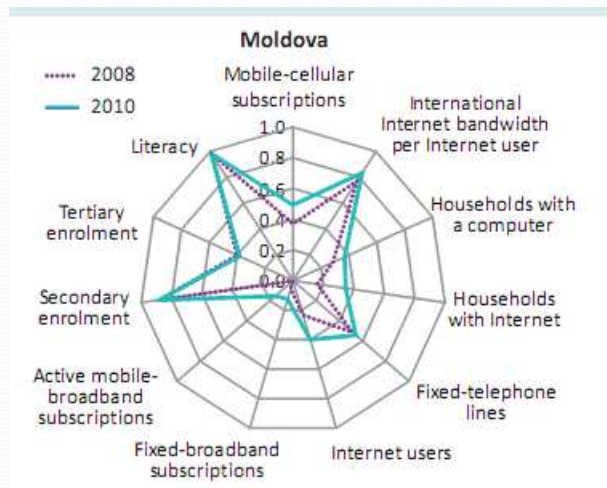 Moldova
2008
2010
Mobile-cellular
subscriptions
International
Internet bandwidth
per Internet user
Households with
a computer
Households
with Internet
Fixed-telephone
lines
Internet users
Fixed-broadband
subscriptions
Active mobile-
broadband
subscriptions
Secondary
enrolment
Tertiary
enrolment
Literacy
1.0
0.8
0.6
0.4
0.2
0.0